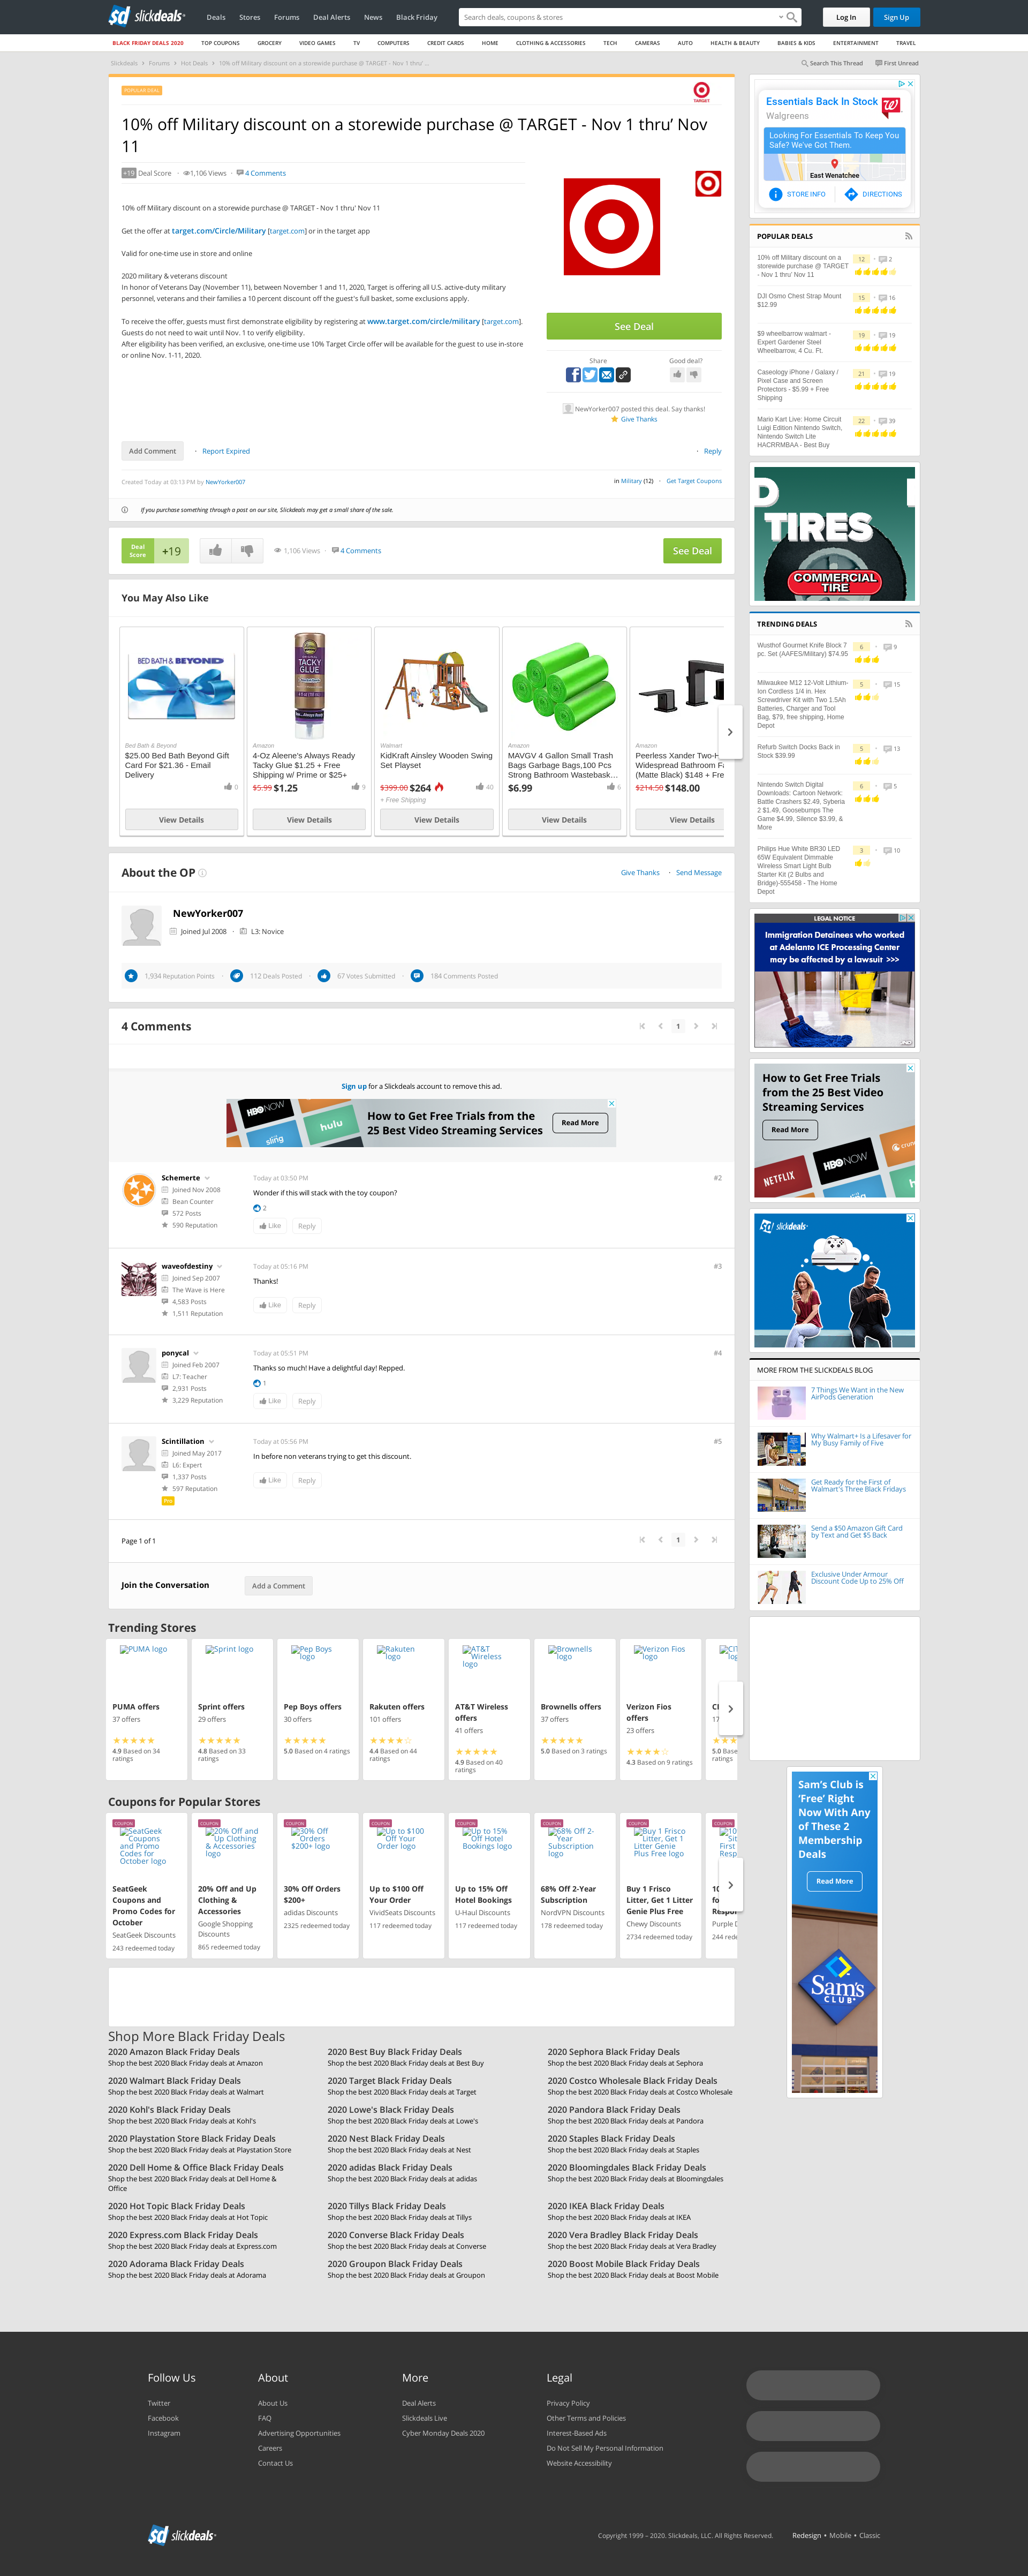 slickdeals
Deals
Stores
Forums
Deal Alerts
News
Black Friday
Search deals, coupons & stores
Log In
Sign Up
BLACK FRIDAY DEALS 2020
TOP COUPONS
GROCERY
VIDEO GAMES
TV
COMPUTERS
CREDIT CARDS
HOME
CLOTHING & ACCESSORIES
TECH
CAMERAS
AUTO
HEALTH & BEAUTY
BABIES & KIDS
ENTERTAINMENT
TRAVEL
Slickdeals > Forums > Hot Deals > 10% off Military discount on a storewide purchase @ TARGET - Nov 1 thru' ...
Search This Thread
First Unread
POPULAR DEAL
TARGET
10% off Military discount on a storewide purchase @ TARGET - Nov 1 thru’ Nov
11
+19 Deal Score • 1,106 Views • 4 Comments
10% off Military discount on a storewide purchase @ TARGET - Nov 1 thru' Nov 11
Get the offer at target.com/Circle/Military [target.com] or in the target app
Valid for one-time use in store and online
2020 military & veterans discount
In honor of Veterans Day (November 11), between November 1 and 11, 2020, Target is offering all U.S. active-duty military
personnel, veterans and their families a 10 percent discount off the guest's full basket, some exclusions apply.
To receive the offer, guests must first demonstrate eligibility by registering at www.target.com/circle/military [target.com].
Guests do not need to wait until Nov. 1 to verify eligibility.
After eligibility has been verified, an exclusive, one-time use 10% Target Circle offer will be available for the guest to use in-store
or online Nov. 1-11, 2020.
See Deal
Share
Good deal?
NewYorker007 posted this deal. Say thanks!
Give Thanks
Add Comment • Report Expired
• Reply
Created Today at 03:13 PM by NewYorker007
in Military (12) • Get Target Coupons
If you purchase something through a post on our site, Slickdeals may get a small share of the sale.
Deal
Score
+19
1,106 Views • 4 Comments
See Deal
You May Also Like
BED BATH & BEYOND
Bed Bath & Beyond
$25.00 Bed Bath Beyond Gift
Card For $21.36 - Email
Delivery
0
View Details
TACKY
GLUE
Amazon
4-Oz Aleene's Always Ready
Tacky Glue $1.25 + Free
Shipping w/ Prime or $25+
$5.99 $1.25
9
View Details
Walmart
KidKraft Ainsley Wooden Swing
Set Playset
$399.00 $264
40
+ Free Shipping
View Details
Amazon
MAVGV 4 Gallon Small Trash
Bags Garbage Bags,100 Pcs
Strong Bathroom Wastebask...
$6.99
6
View Details
Amazon
Peerless Xander Two-H
Widespread Bathroom Fa
(Matte Black) $148 + Fre
$214.50 $148.00
View Details
About the OP
Give Thanks • Send Message
NewYorker007
Joined Jul 2008 • L3: Novice
1,934 Reputation Points
112 Deals Posted
67 Votes Submitted
184 Comments Posted
4 Comments
1
Sign up for a Slickdeals account to remove this ad.
HBO NOW
sling
hulu
How to Get Free Trials from the
25 Best Video Streaming Services
Read More
Schemerte
Joined Nov 2008
Bean Counter
572 Posts
590 Reputation
Today at 03:50 PM
#2
Wonder if this will stack with the toy coupon?
2
Like
Reply
waveofdestiny
Joined Sep 2007
The Wave is Here
4,583 Posts
1,511 Reputation
Today at 05:16 PM
#3
Thanks!
Like
Reply
ponycal
Joined Feb 2007
L7: Teacher
2,931 Posts
3,229 Reputation
Today at 05:51 PM
#4
Thanks so much! Have a delightful day! Repped.
1
Like
Reply
Scintillation
Joined May 2017
L6: Expert
1,337 Posts
597 Reputation
Pro
Today at 05:56 PM
#5
In before non veterans trying to get this discount.
Like
Reply
Page 1 of 1
1
Join the Conversation
Add a Comment
Trending Stores
PUMA logo
PUMA offers
37 offers
4.9 Based on 34
ratings
Sprint logo
Sprint offers
29 offers
4.8 Based on 33
ratings
Pep Boys
logo
Pep Boys offers
30 offers
5.0 Based on 4 ratings
Rakuten
logo
Rakuten offers
101 offers
4.4 Based on 44
ratings
AT&T
Wireless
logo
AT&T Wireless
offers
41 offers
4.9 Based on 40
ratings
Brownells
logo
Brownells offers
37 offers
5.0 Based on 3 ratings
Verizon Fios
logo
Verizon Fios
offers
23 offers
4.3 Based on 9 ratings
5.0 Base
ratings
Coupons for Popular Stores
COUPON
SeatGeek
Coupons
and Promo
Codes for
October logo
SeatGeek
Coupons and
Promo Codes for
October
SeatGeek Discounts
243 redeemed today
COUPON
20% Off and
Up Clothing
& Accessories
logo
20% Off and Up
Clothing &
Accessories
Google Shopping
Discounts
865 redeemed today
COUPON
30% Off
Orders
$200+ logo
30% Off Orders
$200+
adidas Discounts
2325 redeemed today
COUPON
Up to $100
Off Your
Order logo
Up to $100 Off
Your Order
VividSeats Discounts
117 redeemed today
COUPON
Up to 15%
Off Hotel
Bookings logo
Up to 15% Off
Hotel Bookings
U-Haul Discounts
117 redeemed today
COUPON
68% Off 2-
Year
Subscription
logo
68% Off 2-Year
Subscription
NordVPN Discounts
178 redeemed today
COUPON
Buy 1 Frisco
Litter, Get 1
Litter Genie
Plus Free logo
Buy 1 Frisco
Litter, Get 1 Litter
Genie Plus Free
Chewy Discounts
2734 redeemed today
COUPON
Purple D
244 rede
Shop More Black Friday Deals
2020 Amazon Black Friday Deals
Shop the best 2020 Black Friday deals at Amazon
2020 Best Buy Black Friday Deals
Shop the best 2020 Black Friday deals at Best Buy
2020 Sephora Black Friday Deals
Shop the best 2020 Black Friday deals at Sephora
2020 Walmart Black Friday Deals
Shop the best 2020 Black Friday deals at Walmart
2020 Target Black Friday Deals
Shop the best 2020 Black Friday deals at Target
2020 Costco Wholesale Black Friday Deals
Shop the best 2020 Black Friday deals at Costco Wholesale
2020 Kohl's Black Friday Deals
Shop the best 2020 Black Friday deals at Kohl's
2020 Lowe's Black Friday Deals
Shop the best 2020 Black Friday deals at Lowe's
2020 Pandora Black Friday Deals
Shop the best 2020 Black Friday deals at Pandora
2020 Playstation Store Black Friday Deals
Shop the best 2020 Black Friday deals at Playstation Store
2020 Nest Black Friday Deals
Shop the best 2020 Black Friday deals at Nest
2020 Staples Black Friday Deals
Shop the best 2020 Black Friday deals at Staples
2020 Dell Home & Office Black Friday Deals
Shop the best 2020 Black Friday deals at Dell Home &
Office
2020 adidas Black Friday Deals
Shop the best 2020 Black Friday deals at adidas
2020 Bloomingdales Black Friday Deals
Shop the best 2020 Black Friday deals at Bloomingdales
2020 Hot Topic Black Friday Deals
Shop the best 2020 Black Friday deals at Hot Topic
2020 Tillys Black Friday Deals
Shop the best 2020 Black Friday deals at Tillys
2020 IKEA Black Friday Deals
Shop the best 2020 Black Friday deals at IKEA
2020 Express.com Black Friday Deals
Shop the best 2020 Black Friday deals at Express.com
2020 Converse Black Friday Deals
Shop the best 2020 Black Friday deals at Converse
2020 Vera Bradley Black Friday Deals
Shop the best 2020 Black Friday deals at Vera Bradley
2020 Adorama Black Friday Deals
Shop the best 2020 Black Friday deals at Adorama
2020 Groupon Black Friday Deals
Shop the best 2020 Black Friday deals at Groupon
2020 Boost Mobile Black Friday Deals
Shop the best 2020 Black Friday deals at Boost Mobile
Essentials Back In Stock
Walgreens
Looking For Essentials To Keep You
Safe? We've Got Them.
East Wenatchee
STORE INFO
DIRECTIONS
POPULAR DEALS
10% off Military discount on a
storewide purchase @ TARGET
- Nov 1 thru' Nov 11
12 • 2
DJI Osmo Chest Strap Mount
$12.99
15 • 16
$9 wheelbarrow walmart -
Expert Gardener Steel
Wheelbarrow, 4 Cu. Ft.
19 • 19
Caseology iPhone / Galaxy /
Pixel Case and Screen
Protectors - $5.99 + Free
Shipping
21 • 19
Mario Kart Live: Home Circuit
Luigi Edition Nintendo Switch,
Nintendo Switch Lite
HACRRMBAA - Best Buy
22 • 39
TIRES
COMMERCIAL
TIRE
TRENDING DEALS
Wusthof Gourmet Knife Block 7
pc. Set (AAFES/Military) $74.95
6 • 9
Milwaukee M12 12-Volt Lithium-
Ion Cordless 1/4 in. Hex
Screwdriver Kit with Two 1.5Ah
Batteries, Charger and Tool
Bag, $79, free shipping, Home
Depot
5 • 15
Refurb Switch Docks Back in
Stock $39.99
5 • 13
Nintendo Switch Digital
Downloads: Cartoon Network:
Battle Crashers $2.49, Syberia
2 $1.49, Goosebumps The
Game $4.99, Silence $3.99, &
More
6 • 5
Philips Hue White BR30 LED
65W Equivalent Dimmable
Wireless Smart Light Bulb
Starter Kit (2 Bulbs and
Bridge)-555458 - The Home
Depot
3 • 10
LEGAL NOTICE
Immigration Detainees who worked
at Adelanto ICE Processing Center
may be affected by a lawsuit >>>
How to Get Free Trials
from the 25 Best Video
Streaming Services
Read More
NETFLIX
HBO
crunchy
slickdeals
MORE FROM THE SLICKDEALS BLOG
7 Things We Want in the New
AirPods Generation
Why Walmart+ Is a Lifesaver for
My Busy Family of Five
Get Ready for the First of
Walmart's Three Black Fridays
Send a $50 Amazon Gift Card
by Text and Get $5 Back
Exclusive Under Armour
Discount Code Up to 25% Off
Sam’s Club is
‘Free’ Right
Now With Any
of These 2
Membership
Deals
Read More
Sam's
CLUB
Follow Us
Twitter
Facebook
Instagram
About
About Us
FAQ
Advertising Opportunities
Careers
Contact Us
More
Deal Alerts
Slickdeals Live
Cyber Monday Deals 2020
Legal
Privacy Policy
Other Terms and Policies
Interest-Based Ads
Do Not Sell My Personal Information
Website Accessibility
slickdeals
Copyright 1999 – 2020. Slickdeals, LLC. All Rights Reserved.
Redesign • Mobile • Classic